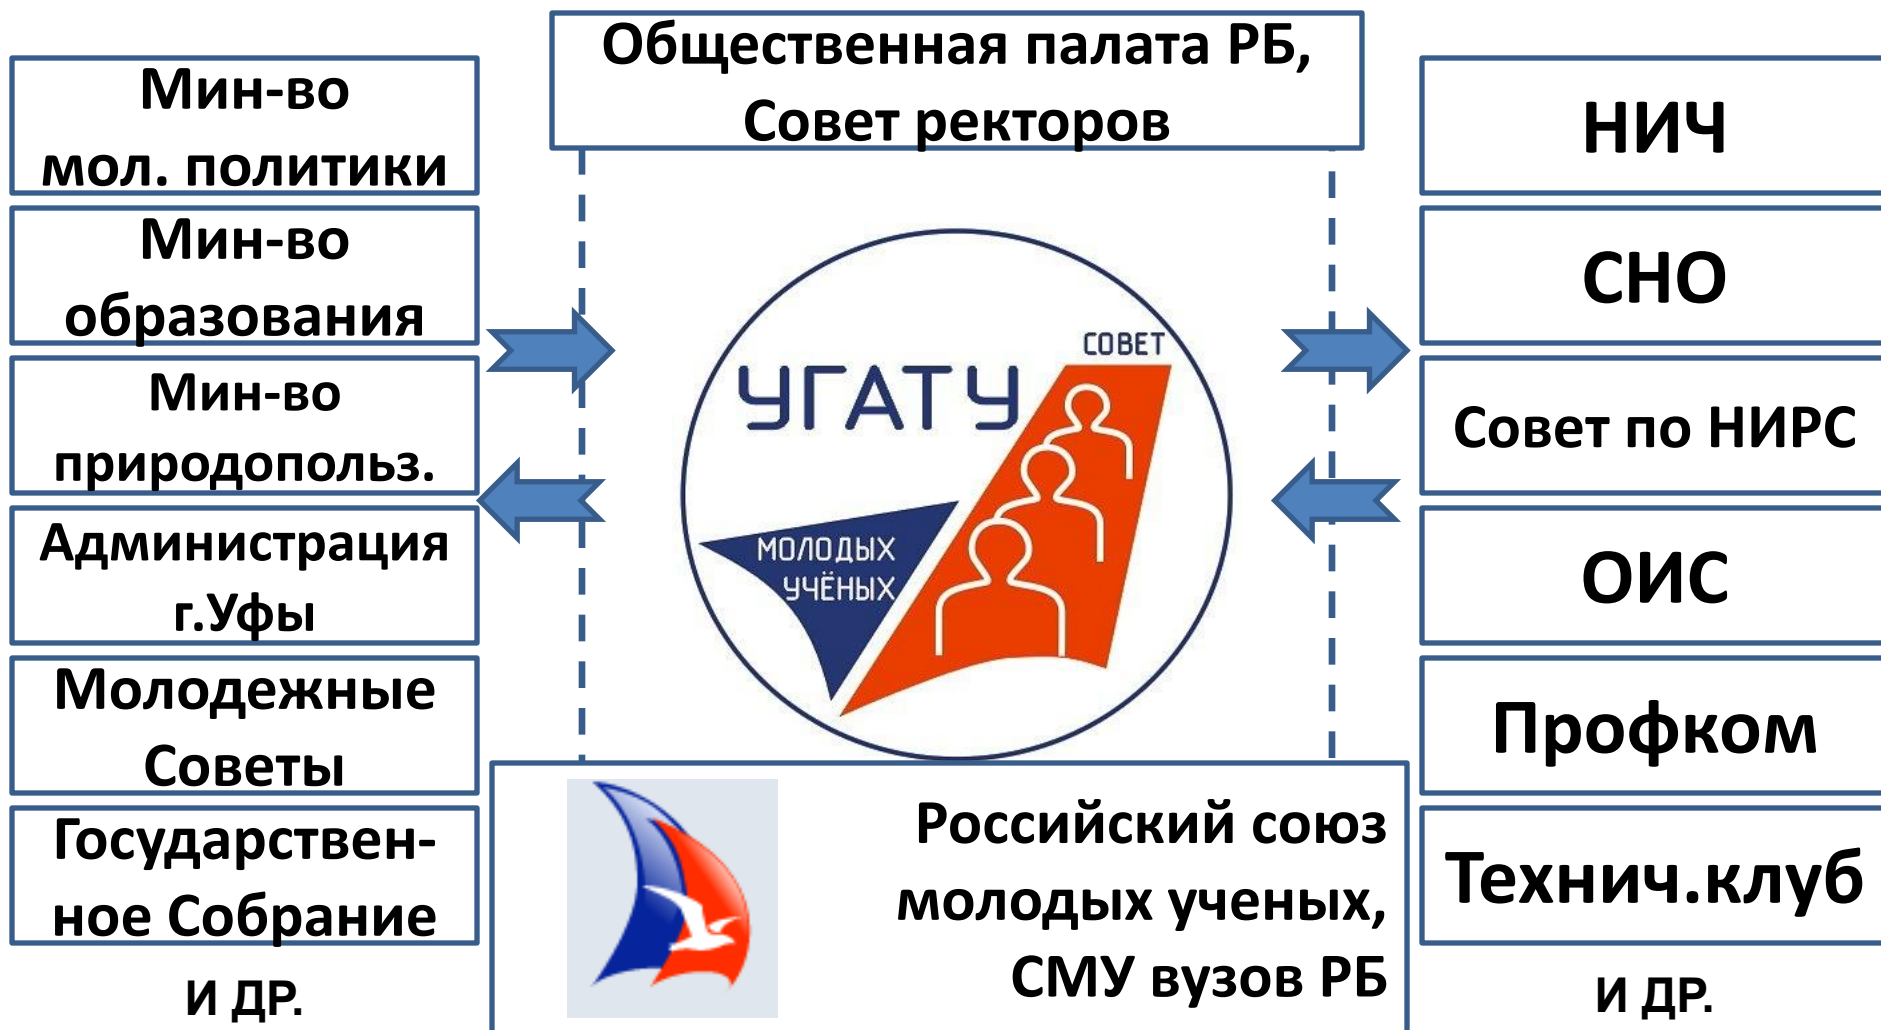 Общественная палата РБ,
Совет ректоров
Мин-во
мол. политики
Мин-во
образования
Мин-во
природопольз.
Администрация
г.Уфы
Молодежные
Советы
Государствен-
ное Собрание
И ДР.
УГАТУ
СОВЕТ
МОЛОДЫХ
УЧЁНЫХ
Российский союз
молодых ученых,
СМУ вузов РБ
НИЧ
СНО
Совет по НИРС
ОИС
Профком
Технич.клуб
И ДР.